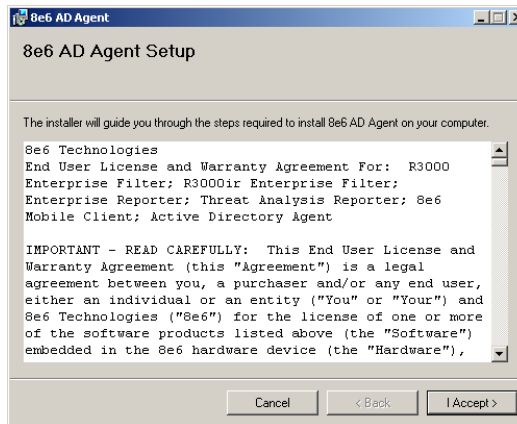 8e6 AD Agent
8e6 AD Agent Setup
The installer will guide you through the steps required to install 8e6 AD Agent on your computer.
8e6 Technologies
End User License and Warranty Agreement For:  R3000
Enterprise Filter; R3000ir Enterprise Filter;
Enterprise Reporter; Threat Analysis Reporter; 8e6
Mobile Client; Active Directory Agent
IMPORTANT – READ CAREFULLY:  This End User License and
Warranty Agreement (this "Agreement") is a legal
agreement between you, a purchaser and/or any end user,
either an individual or an entity ("You" or "Your") and
8e6 Technologies ("8e6") for the license of one or more
of the software products listed above (the "Software")
embedded in the 8e6 hardware device (the "Hardware"),
Cancel
< Back
I Accept >